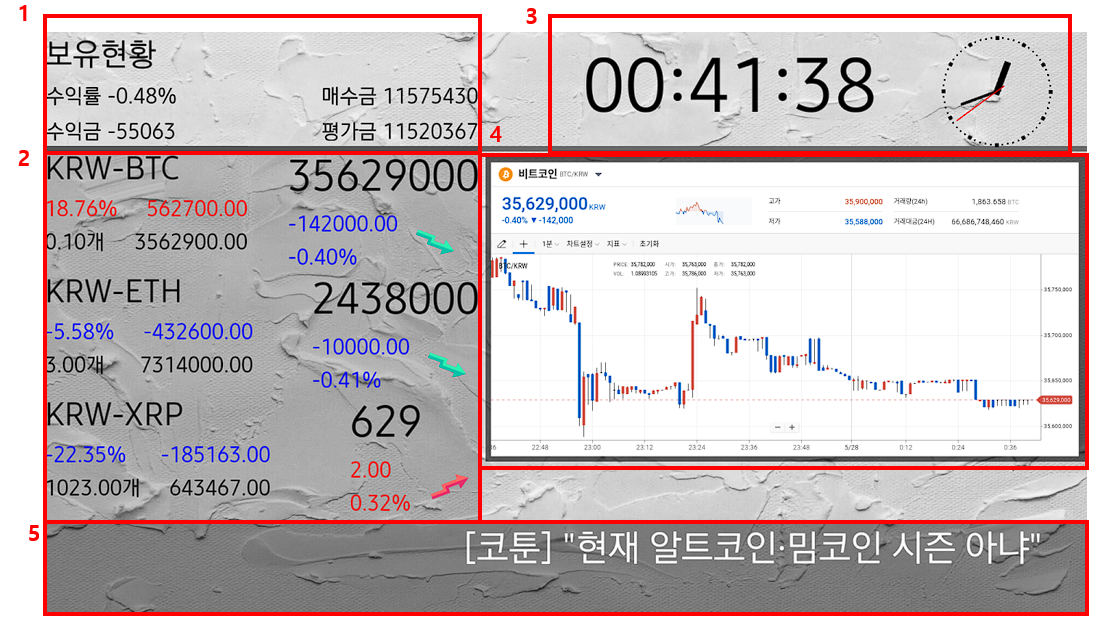 1
보유현황
수익률 -0.48% 매수금 11575430
수익금 -55063 평가금 11520367
2
KRW-BTC 35629000
18.76% 562700.00 -142000.00
0.10개 3562900.00 -0.40%
KRW-ETH 2438000
-5.58% -432600.00 -10000.00
3.00개 7314000.00 -0.41%
KRW-XRP 629
-22.35% -185163.00 2.00
1023.00개 643467.00 0.32%
3
00:41:38
4
비트코인 BTC/KRW
35,629,000 KRW
-0.40% ▼ -142,000
고가 35,900,000 거래량(24h) 1,863.658 BTC
저가 35,588,000 거래대금(24H) 66,686,748,460 KRW
1분 차트설정 지표 초기화
BTC/KRW
PRICE 35,782,000 시가 35,763,000 종가 35,782,000
VOL 1.08993105 고가 35,786,000 저가 35,763,000
35,750,000
35,700,000
35,650,000
35,629,000
35,600,000
36 22:48 23:00 23:12 23:24 23:36 23:48 5/28 0:12 0:24 0:36
5
[코툰] "현재 알트코인·밈코인 시즌 아냐"